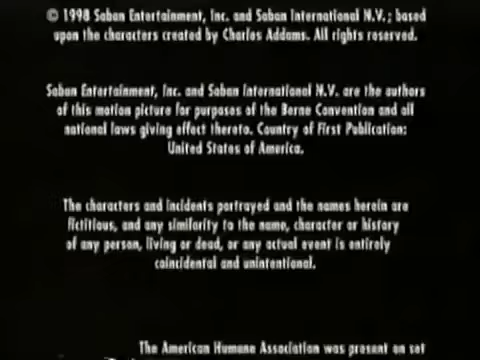 © 1998 Saban Entertainment, Inc. and Saban International N.V.; based
upon the characters created by Charles Addams. All rights reserved.
Saban Entertainment, Inc. and Saban International N.V. are the authors
of this motion picture for purposes of the Berne Convention and all
national laws giving effect thereto. Country of First Publication:
United States of America.
The characters and incidents portrayed and the names herein are
fictitious, and any similarity to the name, character or history
of any person, living or dead, or any actual event is entirely
coincidental and unintentional.
The American Humane Association was present on set